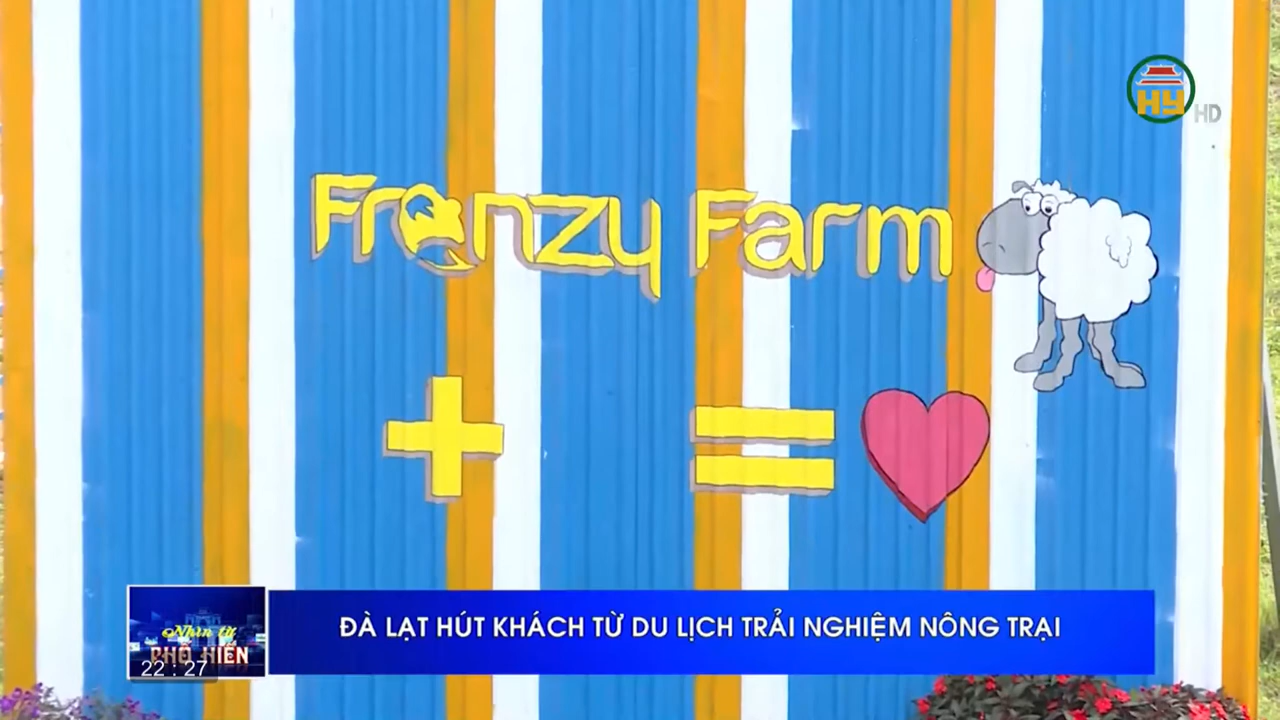 HY HD
Frenzy Farm
+ =
ĐÀ LẠT HÚT KHÁCH TỪ DU LỊCH TRẢI NGHIỆM NÔNG TRẠI
Nhìn từ
PHỐ HIẾN
22 : 27